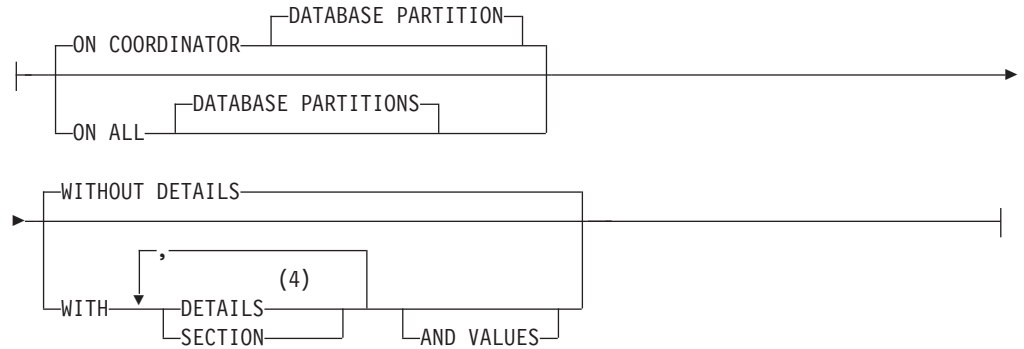 DATABASE PARTITION
ON COORDINATOR
DATABASE PARTITIONS
ON ALL
WITHOUT DETAILS
,
(4)
WITH DETAILS
SECTION AND VALUES